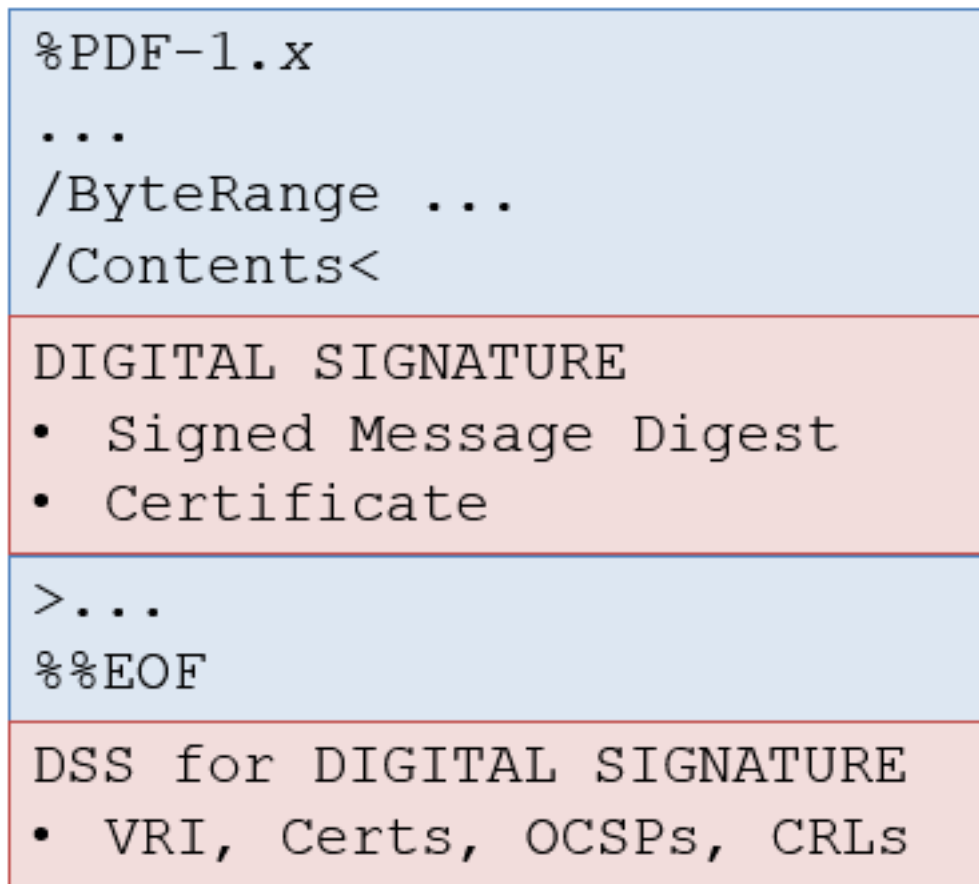 %PDF-1.x
...
/ByteRange ...
/Contents<
DIGITAL SIGNATURE
• Signed Message Digest
• Certificate
>...
%%EOF
DSS for DIGITAL SIGNATURE
• VRI, Certs, OCSPs, CRLs